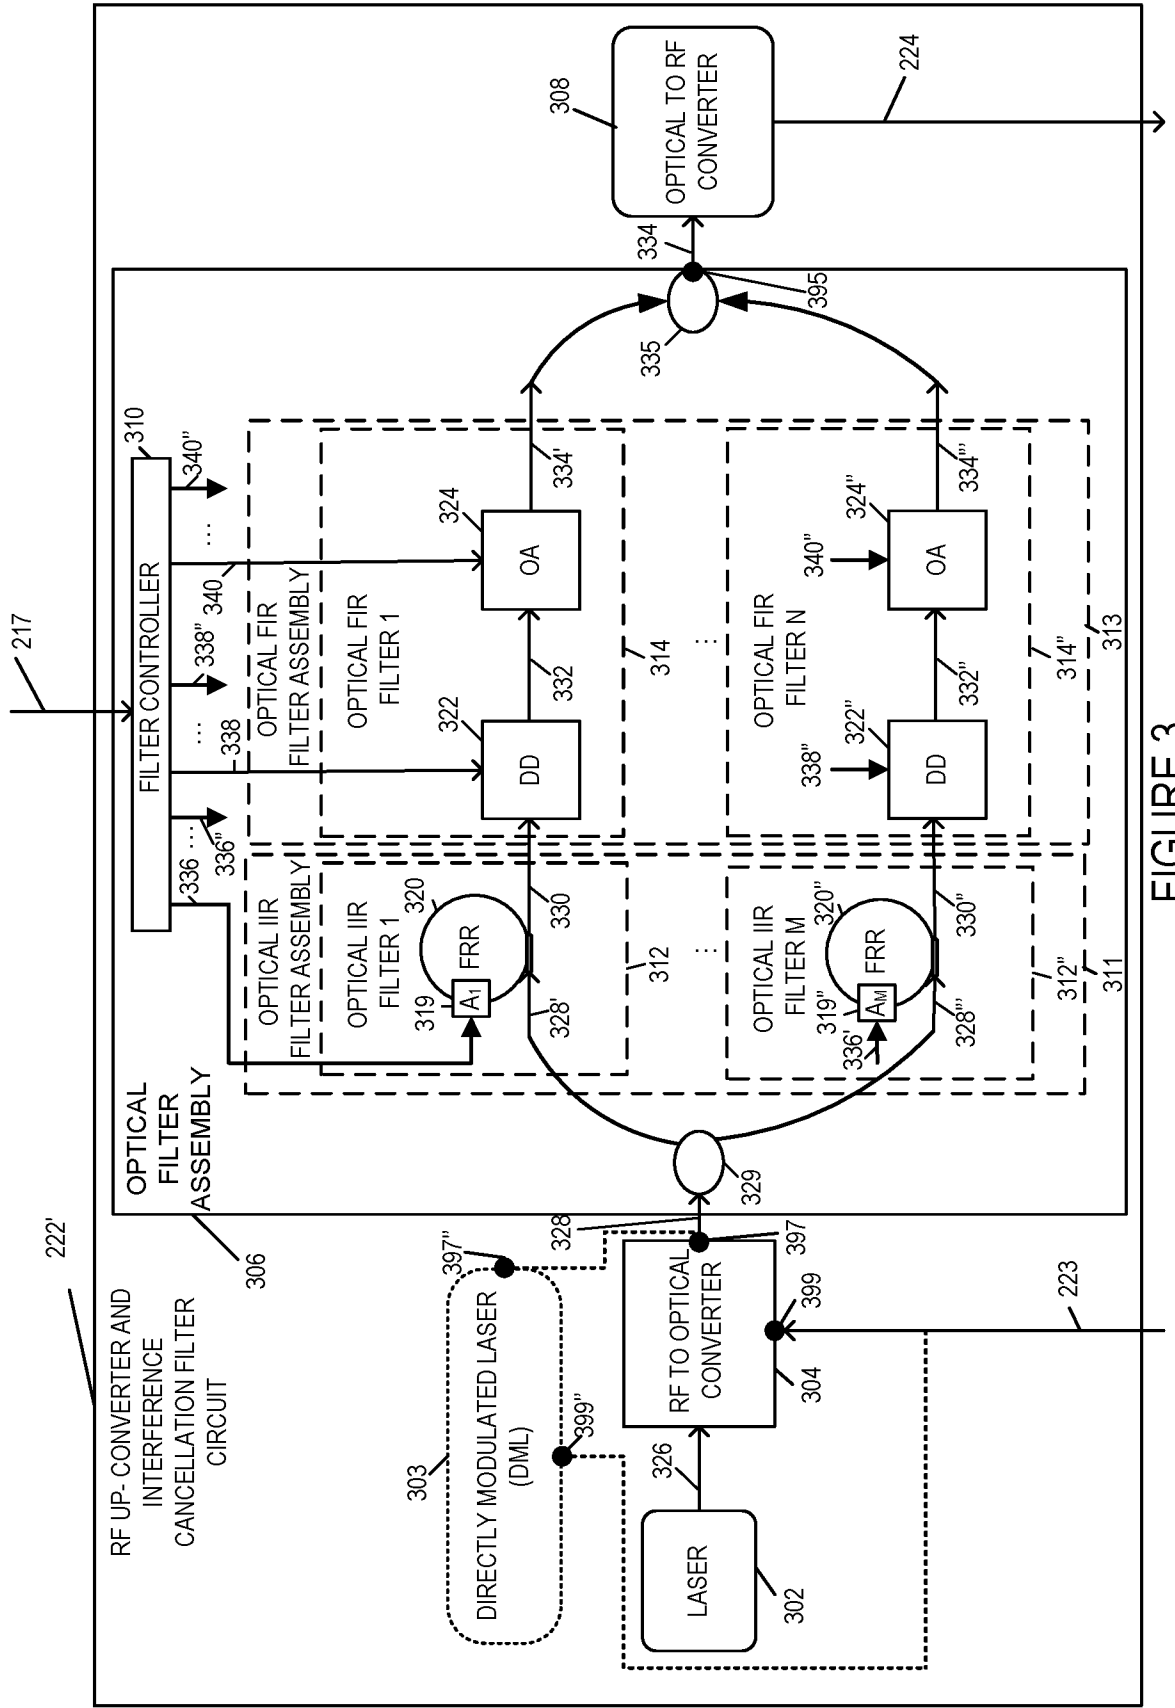 222'
RF UP- CONVERTER AND
INTERFERENCE
CANCELLATION FILTER
CIRCUIT
217
310
FILTER CONTROLLER
336
...
336"
338
...
338"
340
...
340"
OPTICAL
FILTER
ASSEMBLY
306
OPTICAL IIR
FILTER ASSEMBLY
OPTICAL IIR
FILTER 1
319
A1
FRR
320
328'
330
312
...
OPTICAL IIR
FILTER M
319"
336'
AM
FRR
320"
328'"
330"
312"
311
OPTICAL FIR
FILTER ASSEMBLY
OPTICAL FIR
FILTER 1
322
DD
332
324
OA
334'
314
...
OPTICAL FIR
FILTER N
338"
322"
DD
332"
340"
324"
OA
334'"
314"
313
335
395
334
308
OPTICAL TO RF
CONVERTER
224
303
DIRECTLY MODULATED LASER
(DML)
397"
399"
328
329
397
RF TO OPTICAL
CONVERTER
399
304
326
LASER
302
223
FIGURE 3